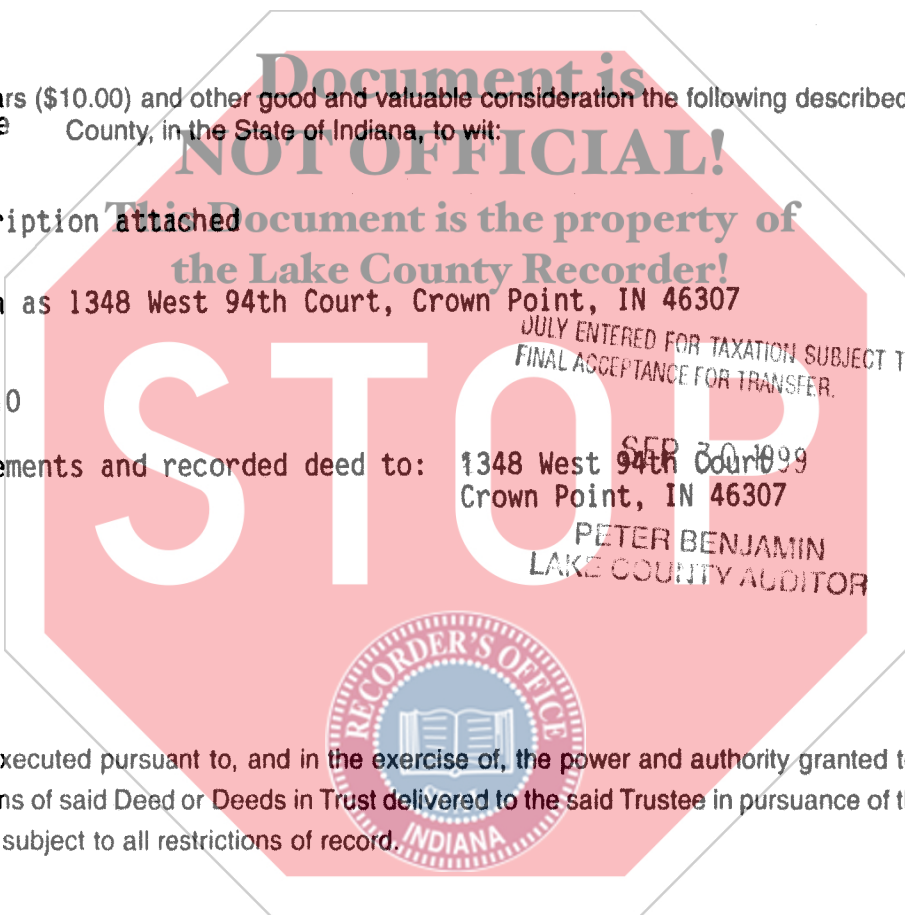 Document is
rs ($10.00) and other good and valuable consideration the following described
County, in the State of Indiana, to wit:
NOT OFFICIAL!
ription attached
This Document is the property of
the Lake County Recorder!
as 1348 West 94th Court, Crown Point, IN 46307
DULY ENTERED FOR TAXATION SUBJECT T
FINAL ACCEPTANCE FOR TRANSFER.
0
STOP
SEP 30 1999
ements and recorded deed to: 1348 West 94th Court
Crown Point, IN 46307
PETER BENJAMIN
LAKE COUNTY AUDITOR
RECORDER'S OFFICE
xecuted pursuant to, and in the exercise of, the power and authority granted t
ns of said Deed or Deeds in Trust delivered to the said Trustee in pursuance of t
subject to all restrictions of record.
INDIANA